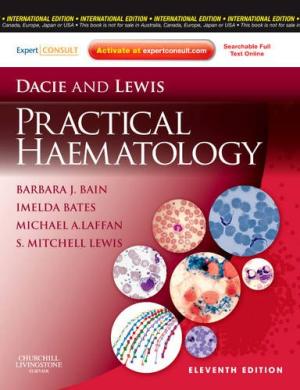 • INTERNATIONAL EDITION • INTERNATIONAL EDITION • INTERNATIONAL EDITION • INTERNATIONAL EDITION •
Canada, Europe, Japan or USA • This book is not for sale in Australia, Canada, Europe, Japan or USA • This book is not for sale in
Expert CONSULT
Activate at expertconsult.com
Searchable Full
Text Online
DACIE AND LEWIS
PRACTICAL
HAEMATOLOGY
BARBARA J. BAIN
IMELDA BATES
MICHAEL A.LAFFAN
S. MITCHELL LEWIS
CHURCHILL
LIVINGSTONE
ELSEVIER
ELEVENTH EDITION